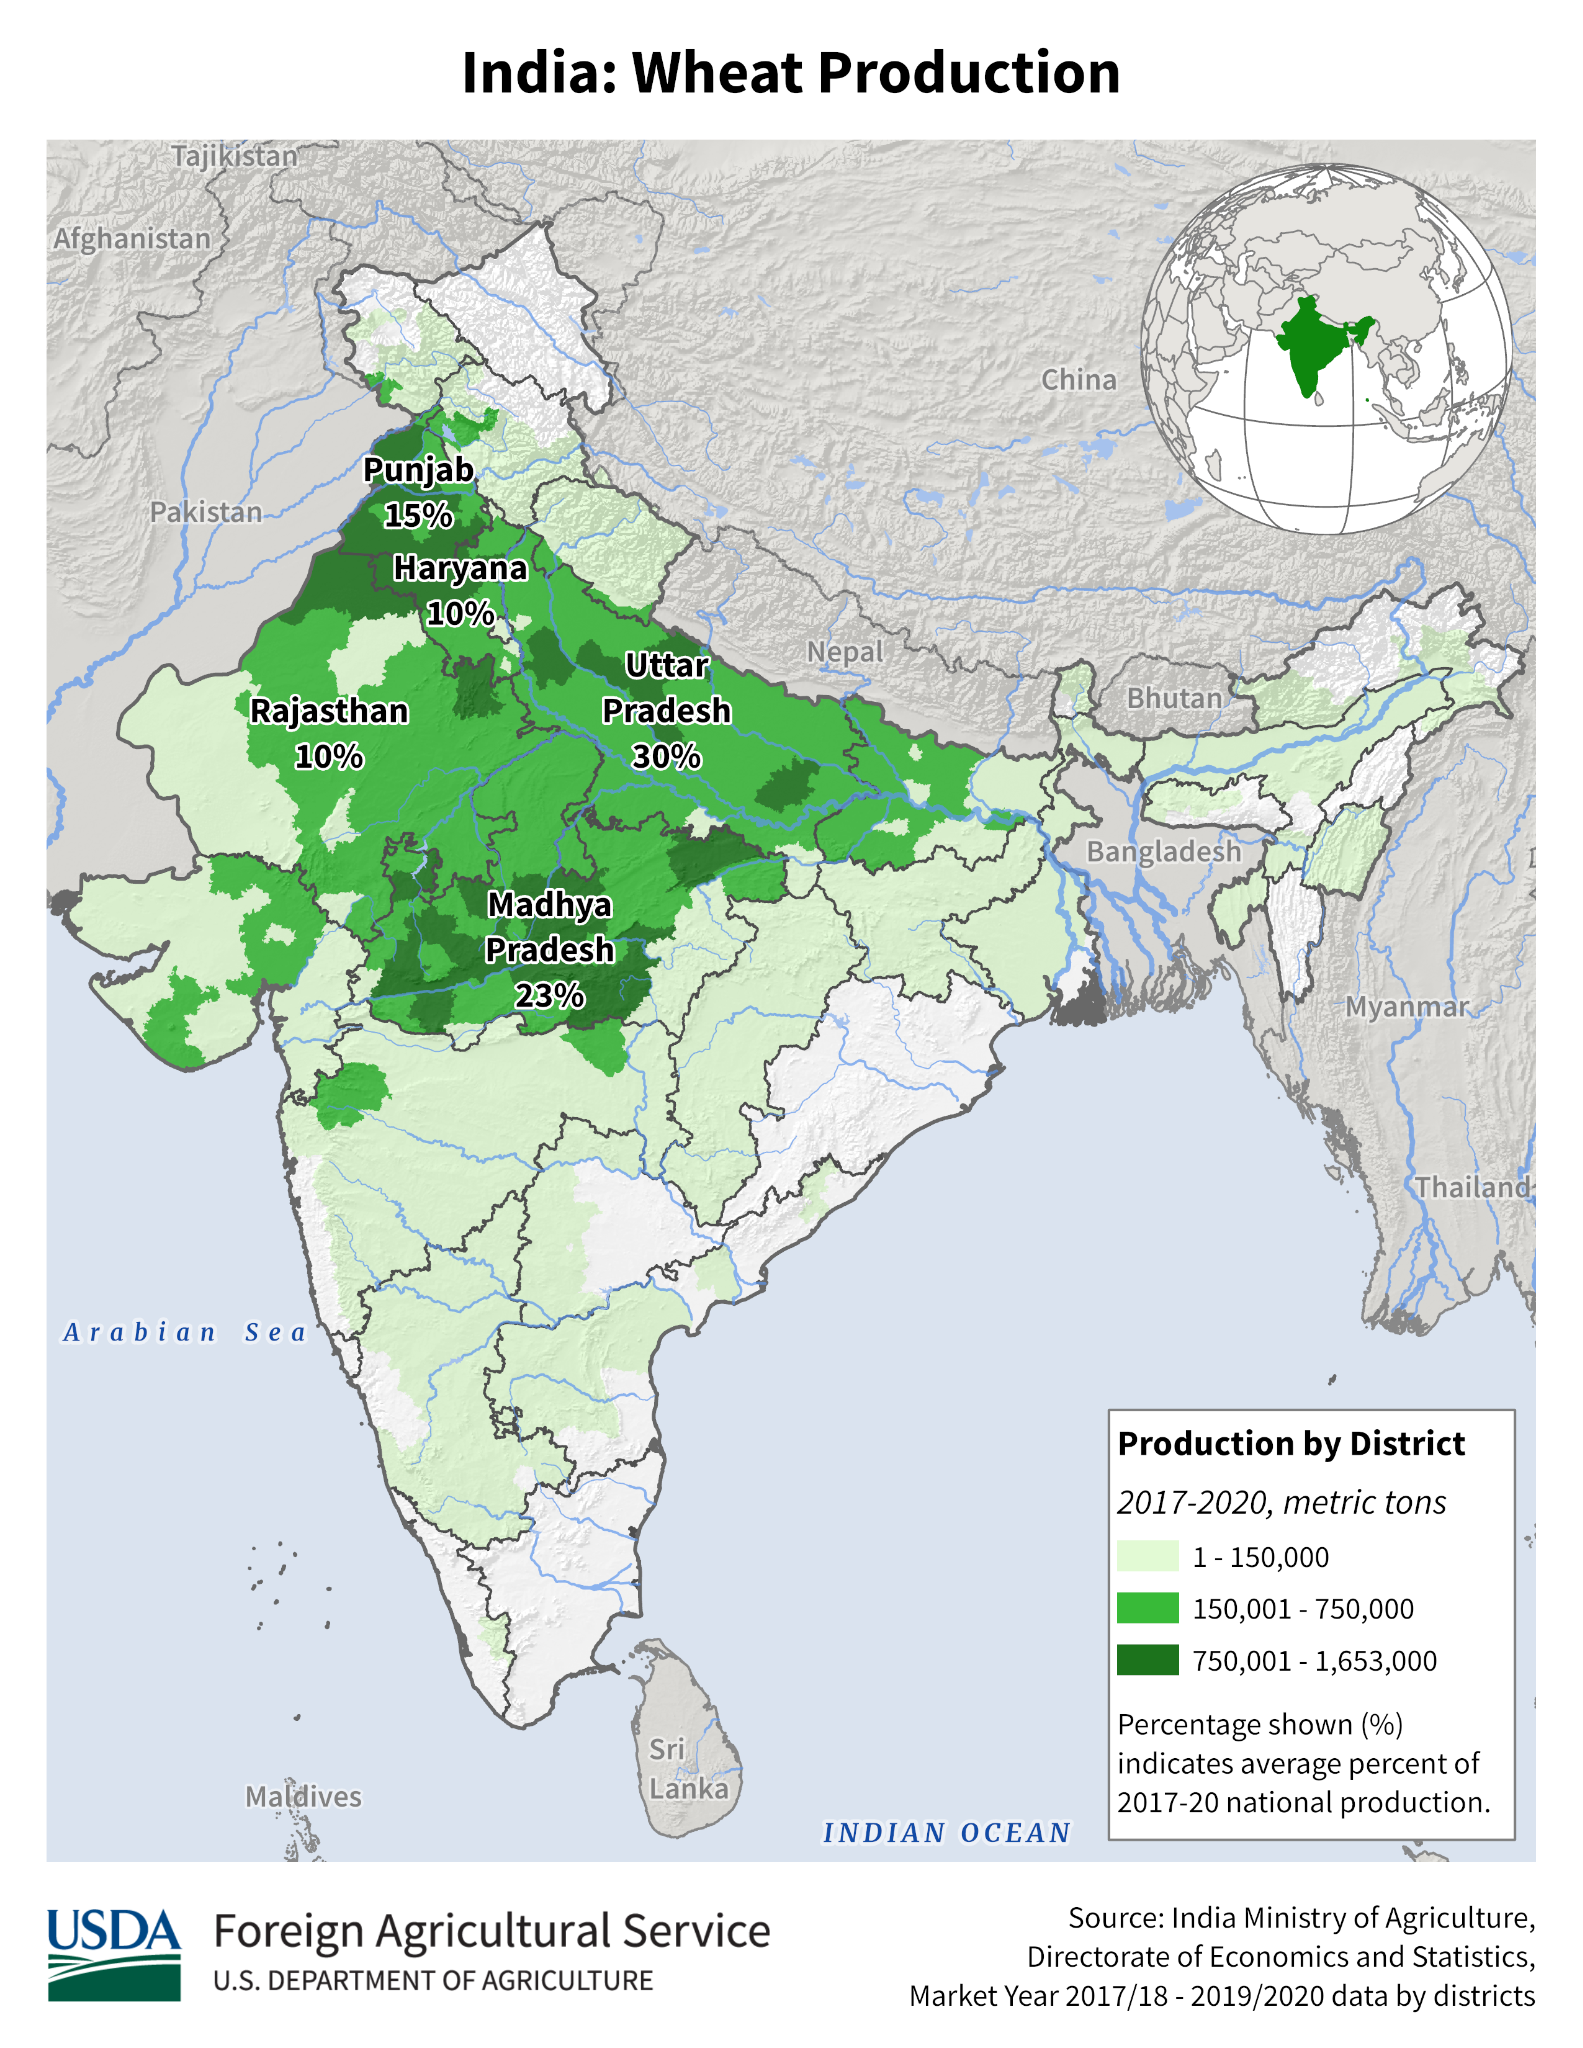 India: Wheat Production
Tajikistan
Afghanistan
China
Punjab
15%
Pakistan
Haryana
10%
Nepal
Uttar
Pradesh
30%
Bhutan
Rajasthan
10%
Bangladesh
Madhya
Pradesh
23%
Myanmar
Thailand
Arabian Sea
Production by District
2017-2020, metric tons
1 - 150,000
150,001 - 750,000
750,001 - 1,653,000
Percentage shown (%)
indicates average percent of
2017-20 national production.
Sri
Lanka
Maldives
INDIAN OCEAN
USDA
Foreign Agricultural Service
U.S. DEPARTMENT OF AGRICULTURE
Source: India Ministry of Agriculture,
Directorate of Economics and Statistics,
Market Year 2017/18 - 2019/2020 data by districts